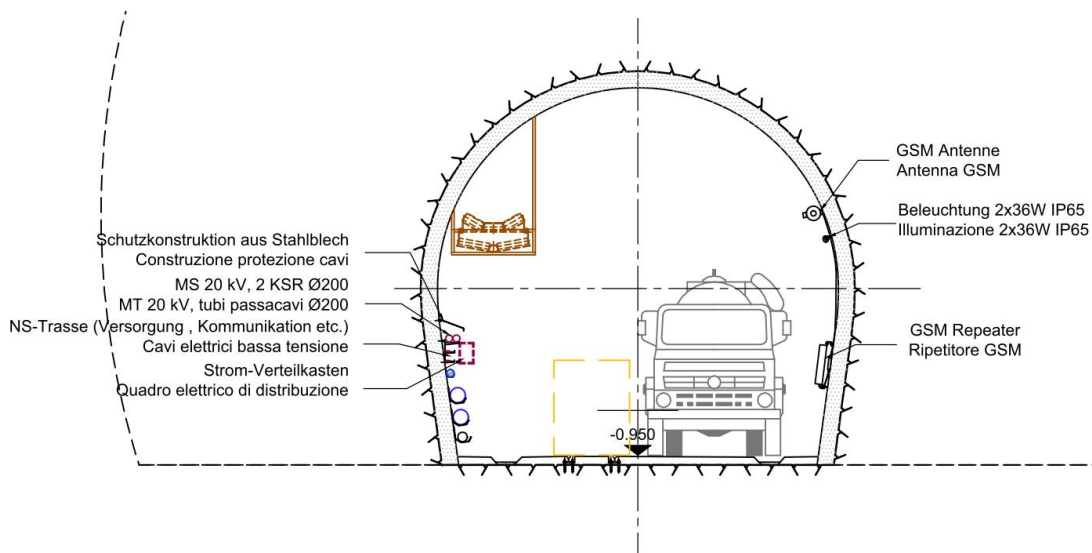 GSM Antenne
Antenna GSM
Beleuchtung 2x36W IP65
Illuminazione 2x36W IP65
Schutzkonstruktion aus Stahlblech
Construzione protezione cavi
MS 20 kV, 2 KSR Ø200
MT 20 kV, tubi passacavi Ø200
NS-Trasse (Versorgung , Kommunikation etc.)
Cavi elettrici bassa tensione
Strom-Verteilkasten
Quadro elettrico di distribuzione
GSM Repeater
Ripetitore GSM
-0.950